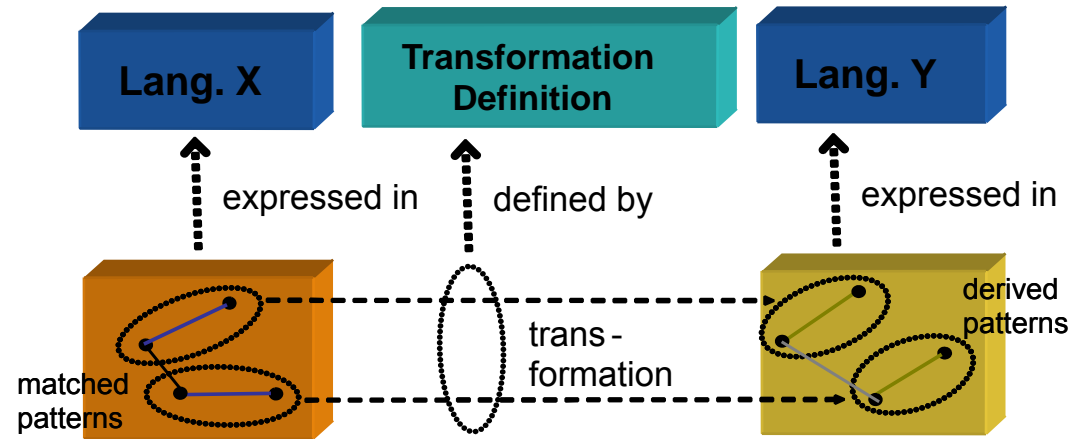 Lang. X
Transformation
Definition
Lang. Y
expressed in
defined by
expressed in
derived
patterns
trans -
formation
matched
patterns